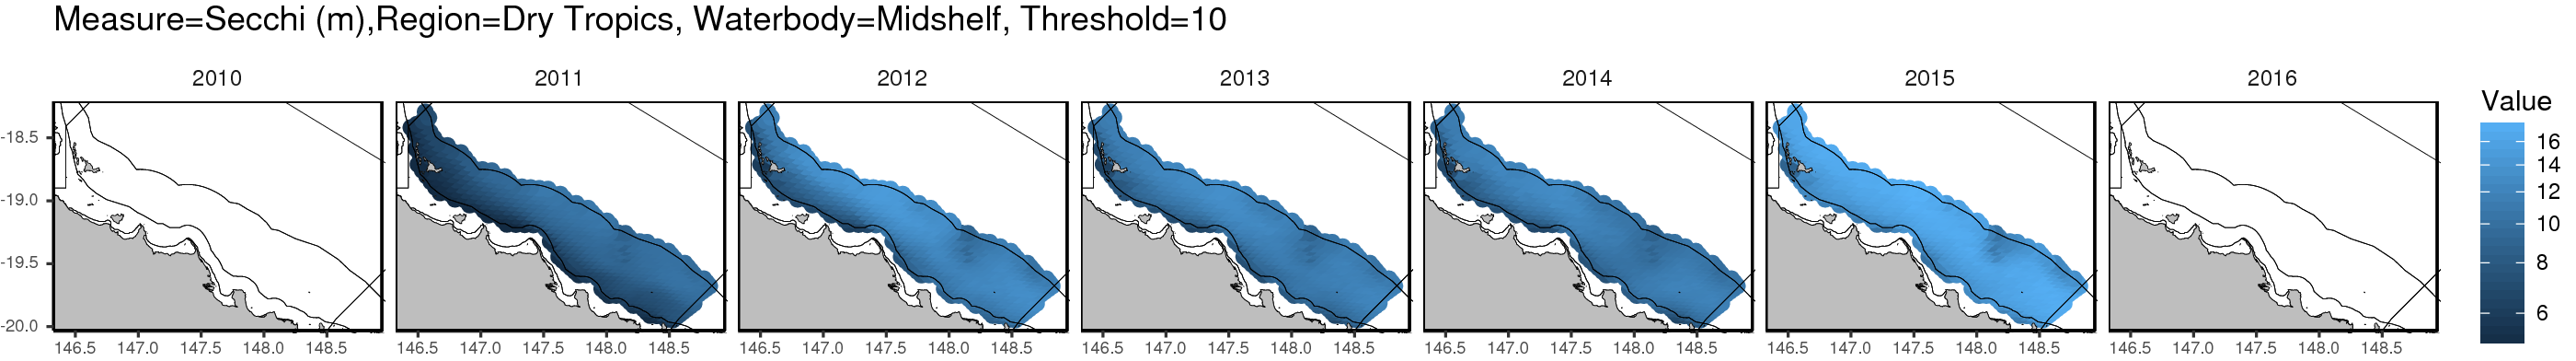 Measure=Secchi (m),Region=Dry Tropics, Waterbody=Midshelf, Threshold=10
2010 2011 2012 2013 2014 2015 2016
Value
-18.5
-19.0
-19.5
-20.0
16
14
12
10
8
6
146.5 147.0 147.5 148.0 148.5 146.5 147.0 147.5 148.0 148.5 146.5 147.0 147.5 148.0 148.5 146.5 147.0 147.5 148.0 148.5 146.5 147.0 147.5 148.0 148.5 146.5 147.0 147.5 148.0 148.5 146.5 147.0 147.5 148.0 148.5